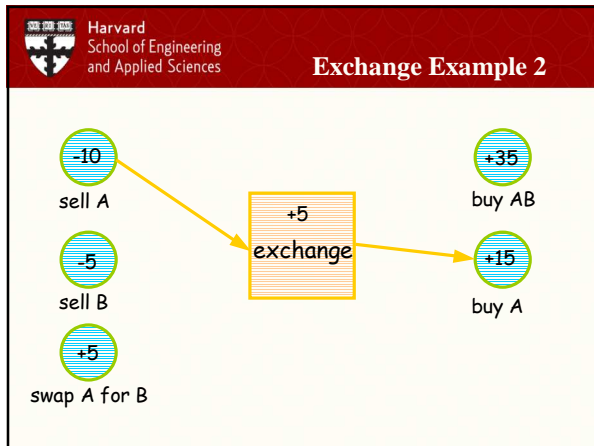 Harvard
School of Engineering
and Applied Sciences
Exchange Example 2
-10
sell A
-5
sell B
+5
swap A for B
+5
exchange
+35
buy AB
+15
buy A